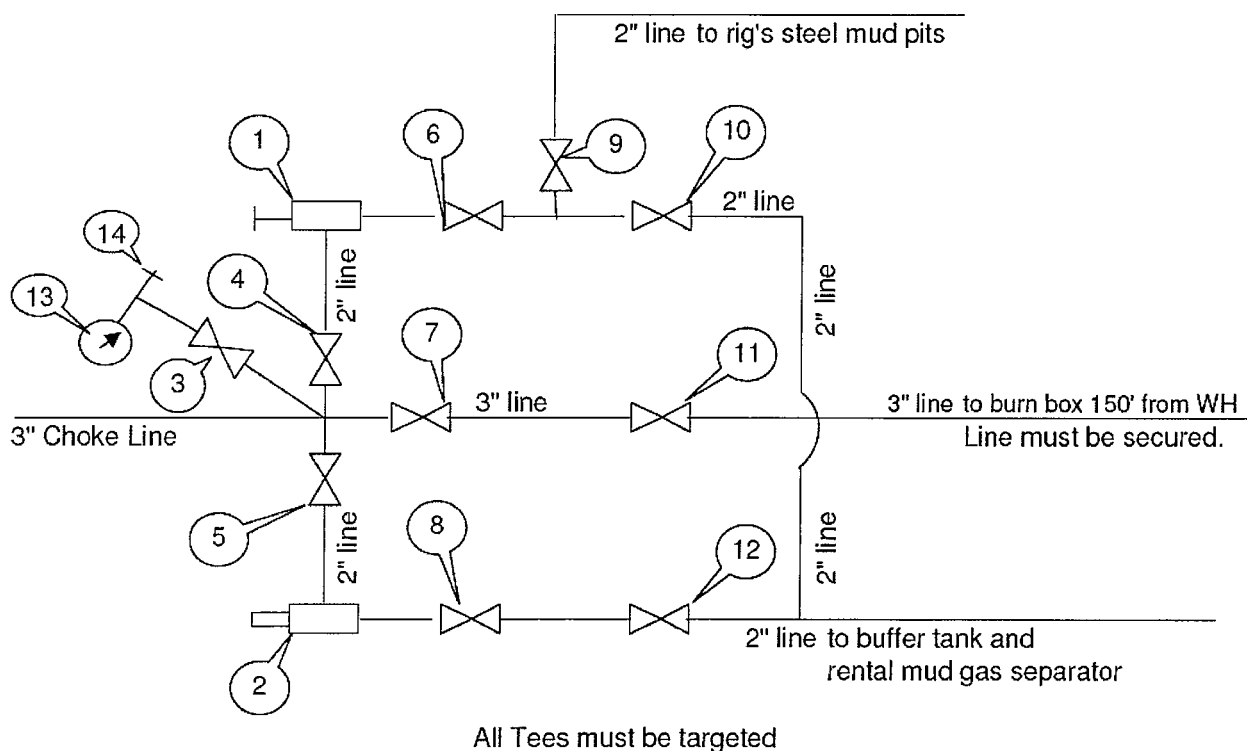 2" line to rig's steel mud pits
1
6
9
10
2" line
14
4
2" line
2" line
13
7
11
3
3" line
3" line to burn box 150' from WH
3" Choke Line
Line must be secured.
5
8
12
2" line
2" line
2" line to buffer tank and
rental mud gas separator
2
All Tees must be targeted